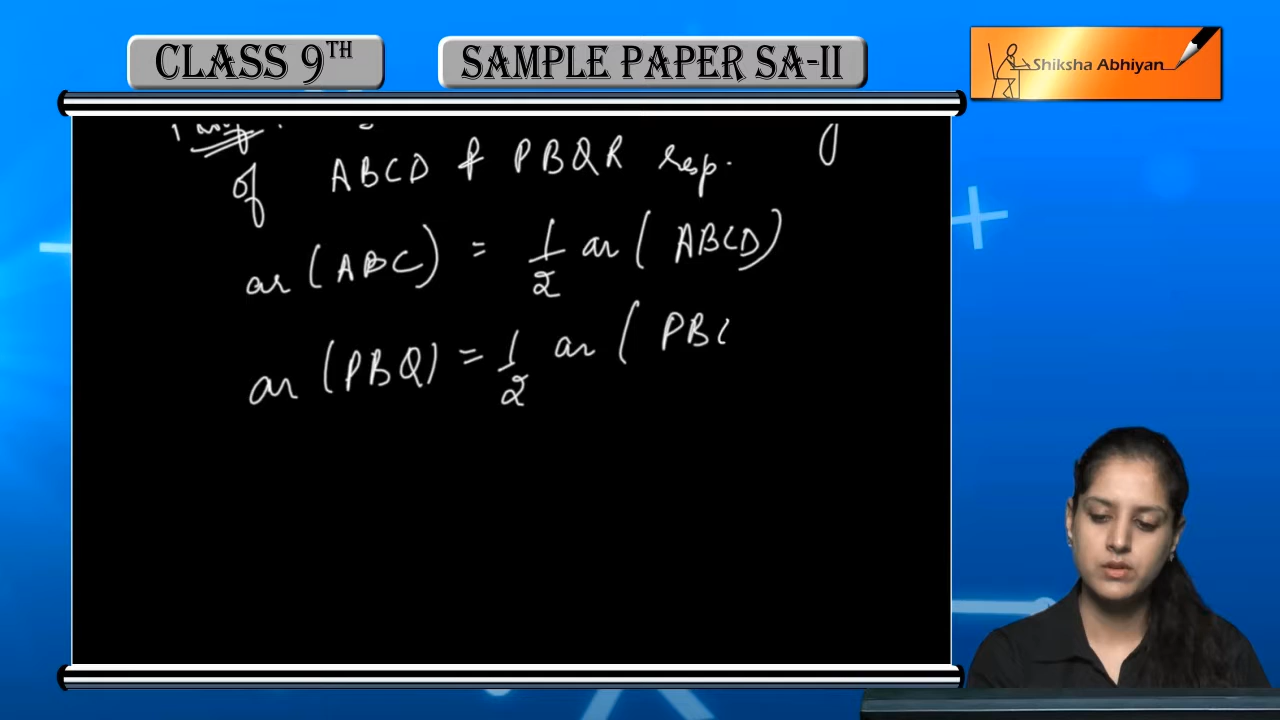 CLASS 9TH
SAMPLE PAPER SA-II
Shiksha Abhiyan
of ABCD & PBQR resp.
ar (ABC) = 1/2 ar (ABCD)
ar (PBQ) = 1/2 ar (PB